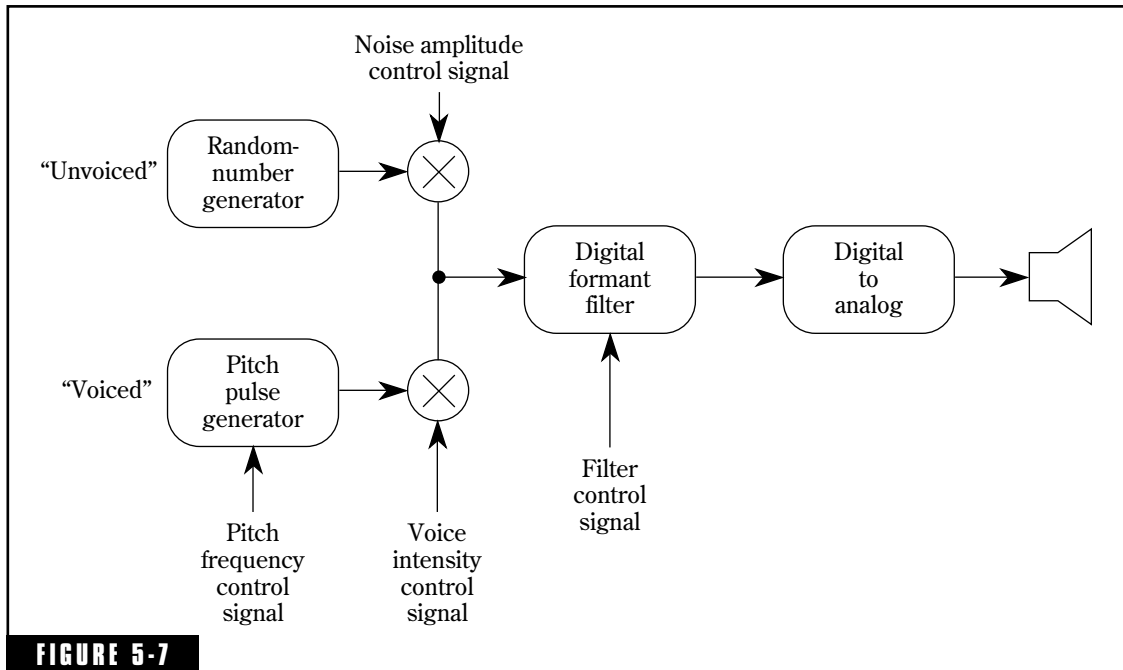 Noise amplitude
control signal
“Unvoiced”
Random-
number
generator
Digital
formant
filter
Digital
to
analog
“Voiced”
Pitch
pulse
generator
Filter
control
signal
Pitch
frequency
control
signal
Voice
intensity
control
signal
FIGURE 5-7